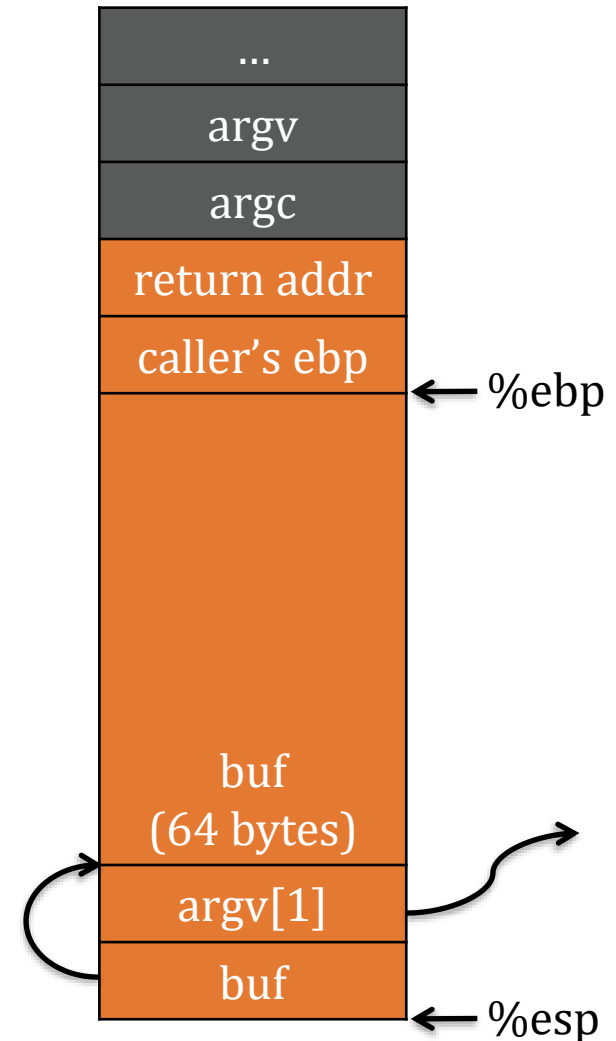 …
argv
argc
return addr
caller’s ebp
%ebp
buf
(64 bytes)
argv[1]
buf
%esp